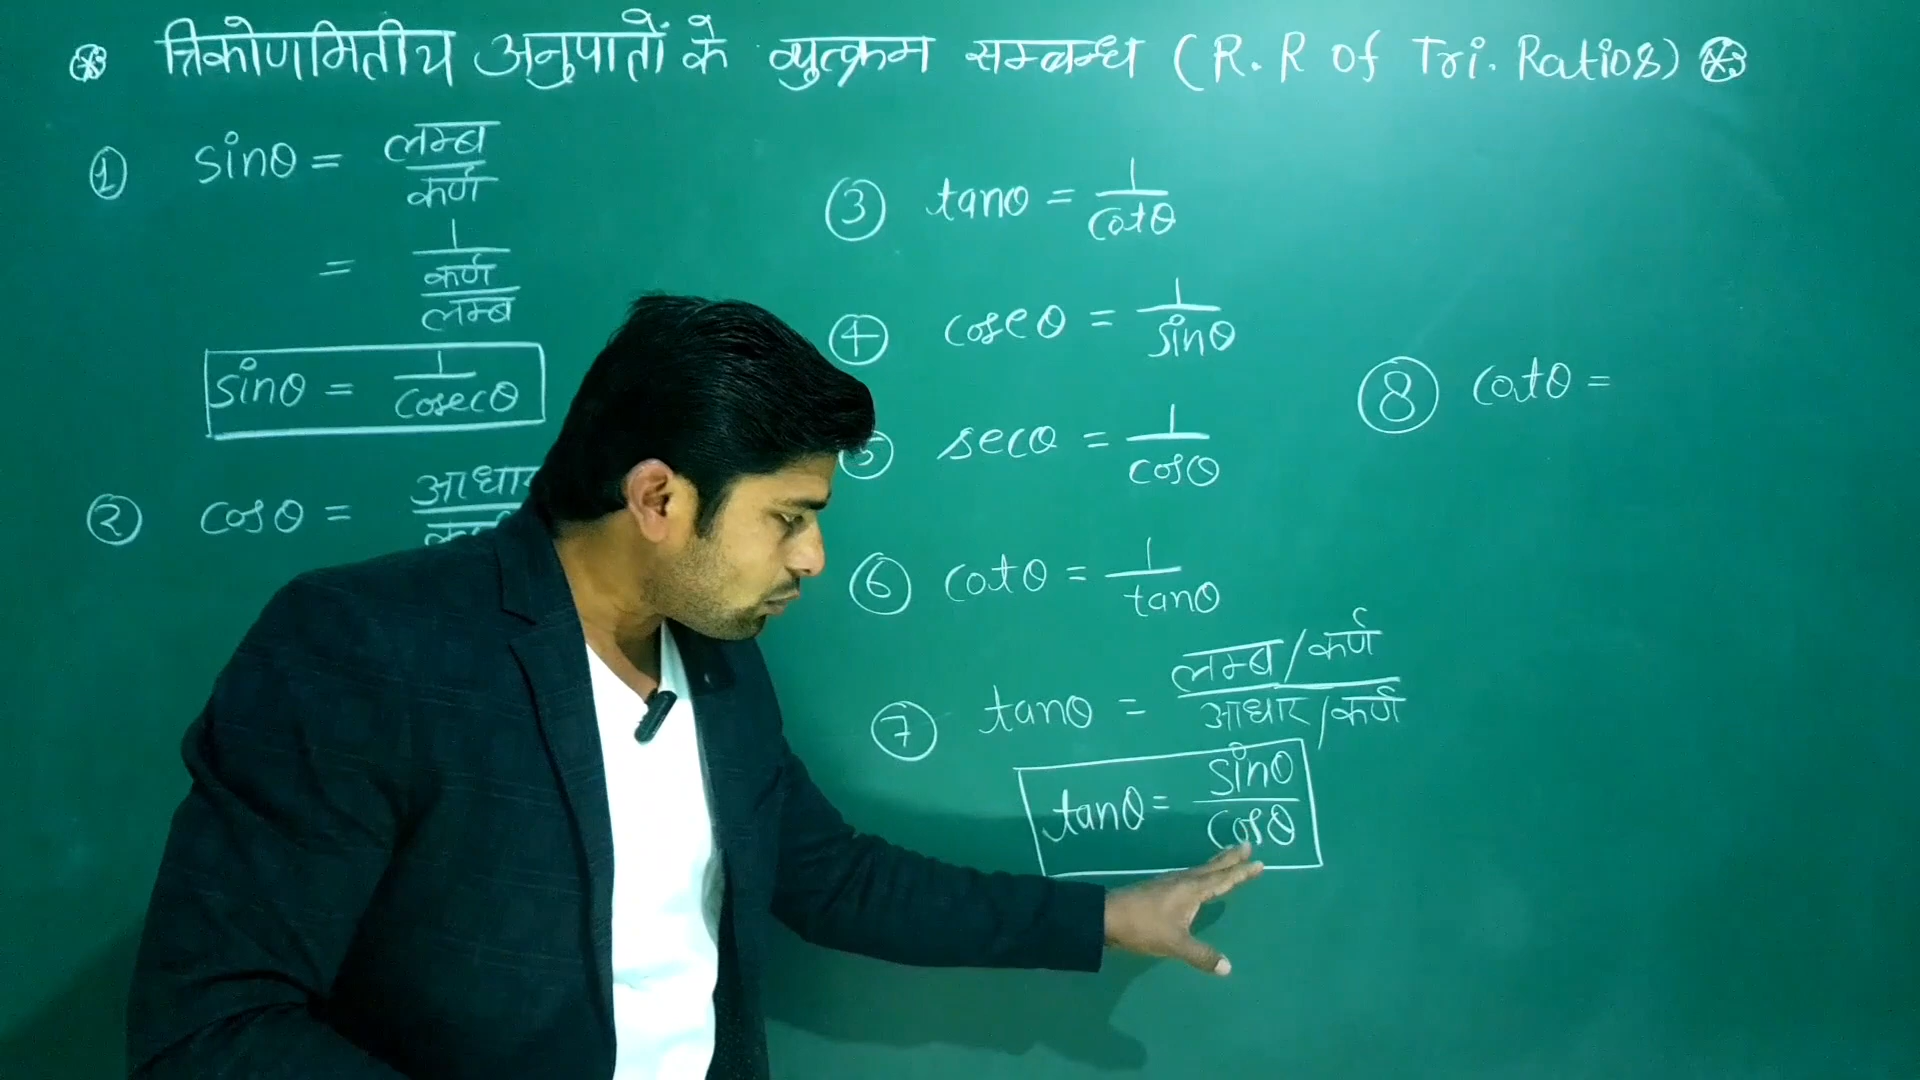 त्रिकोणमितीय अनुपातों के व्युत्क्रम सम्बन्ध (R.R Of Tri. Ratios)
① sinθ = लम्ब / कर्ण
= 1 / कर्ण / लम्ब
sinθ = 1 / cosecθ
② cosθ =
③ tanθ = 1 / cotθ
④ cosecθ = 1 / sinθ
secθ = 1 / cosθ
⑥ cotθ = 1 / tanθ
⑦ tanθ = लम्ब/कर्ण / आधार/कर्ण
tanθ = sinθ / cosθ
⑧ cotθ =